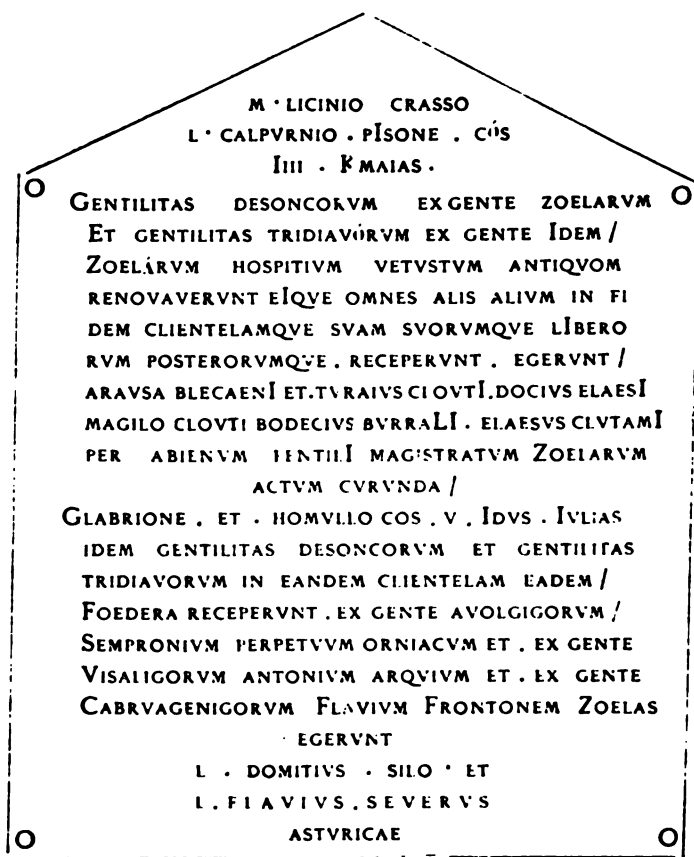 M · LICINIO CRASSO
L · CALPVRNIO . PISONE . CÓS
IIII . K MAIAS .
GENTILITAS DESONCORVM EX GENTE ZOELARVM
ET GENTILITAS TRIDIAVÓRVM EX GENTE IDEM /
ZOELÁRVM HOSPITIVM VETVSTVM ANTIQVOM
RENOVAVERVNT EIQVE OMNES ALIS ALIVM IN FI
DEM CLIENTELAMQVE SVAM SVORVMQVE LIBERO
RVM POSTERORVMQVE . RECEPERVNT . EGERVNT /
ARAVSA BLECAENI ET . TVRAIVS CLOVTI . DOCIVS ELAESI
MAGILO CLOVTI BODECIVS BVRRALI . ELAESVS CLVTAMI
PER ABIENVM PENTILI MAGISTRATVM ZOELARVM
ACTVM CVRVNDA /
GLABRIONE . ET · HOMVLLO COS . V . IDVS · IVLIAS
IDEM GENTILITAS DESONCORVM ET GENTILITAS
TRIDIAVORVM IN EANDEM CLIENTELAM EADEM /
FOEDERA RECEPERVNT . EX GENTE AVOLGIGORVM /
SEMPRONIVM PERPETVVM ORNIACVM ET . EX GENTE
VISALIGORVM ANTONIVM ARQVIVM ET . EX GENTE
CABRVAGENIGORVM FLAVIVM FRONTONEM ZOELAS
EGERVNT
L . DOMITIVS · SILO · ET
L . FLAVIVS . SEVERVS
ASTVRICAE